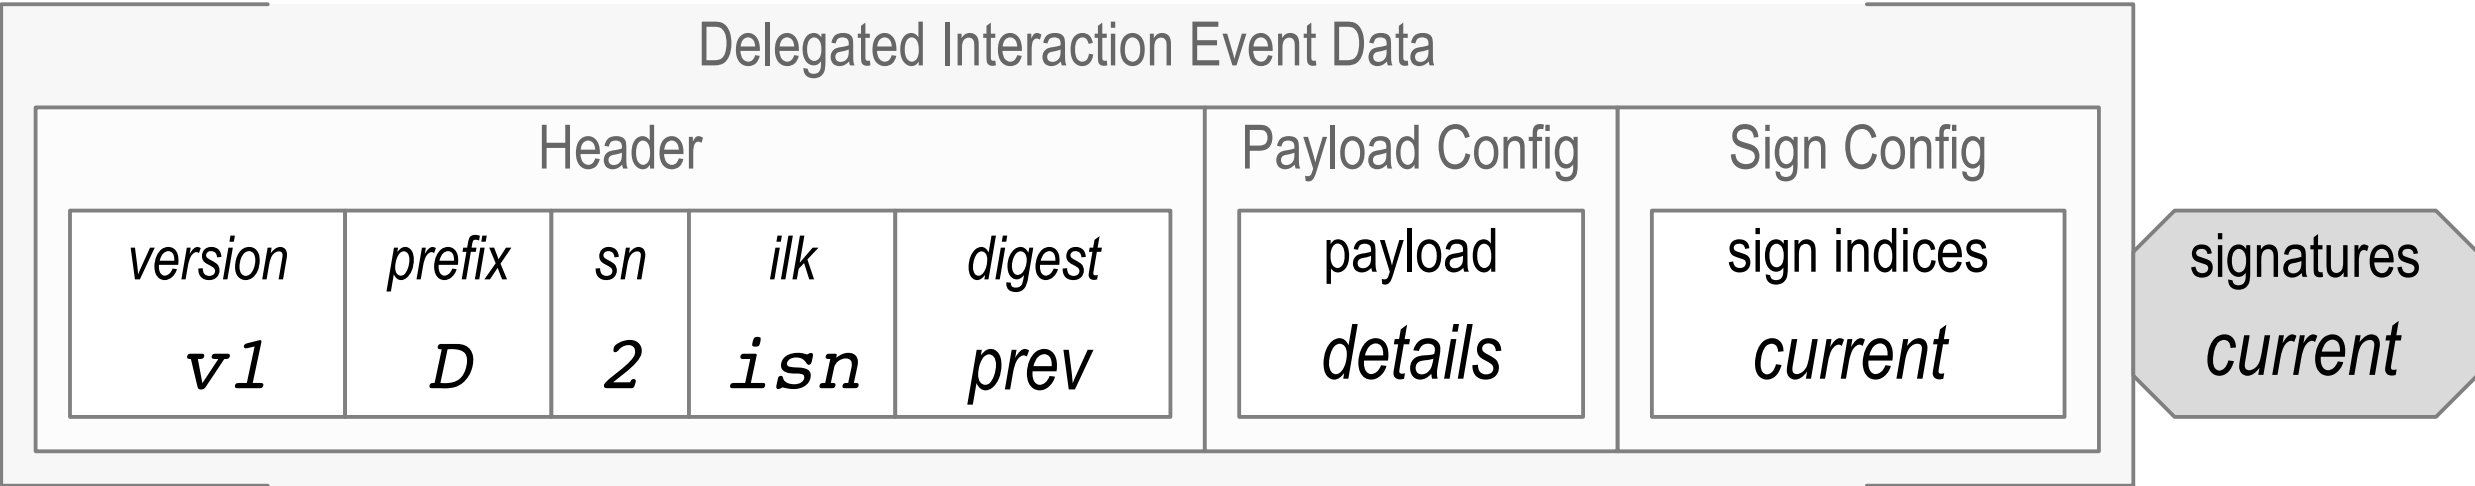 Delegated Interaction Event Data
Header
Payload Config
Sign Config
version prefix sn ilk digest
v1 D 2 isn prev
payload
details
sign indices
current
signatures
current